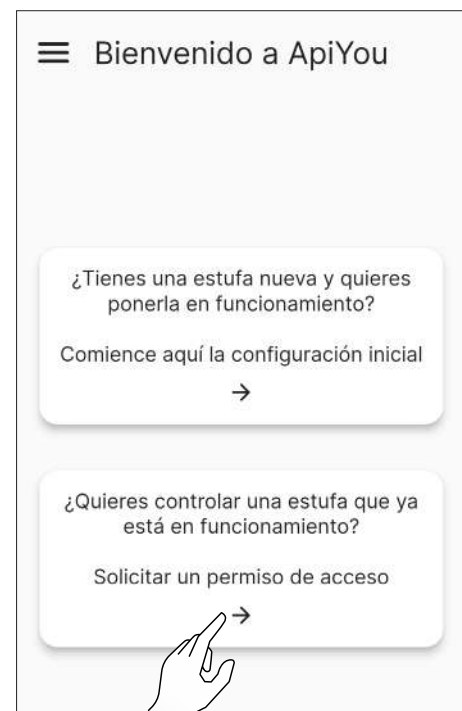 Bienvenido a ApiYou
¿Tienes una estufa nueva y quieres
ponerla en funcionamiento?
Comience aquí la configuración inicial
¿Quieres controlar una estufa que ya
está en funcionamiento?
Solicitar un permiso de acceso